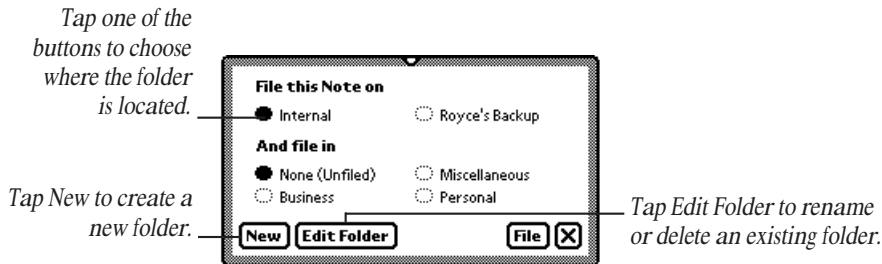 Tap one of the
buttons to choose
where the folder
is located.
File this Note on
Internal Royce's Backup
And file in
None (Unfiled) Miscellaneous
Business Personal
Tap New to create a
new folder.
New Edit Folder File X
Tap Edit Folder to rename
or delete an existing folder.